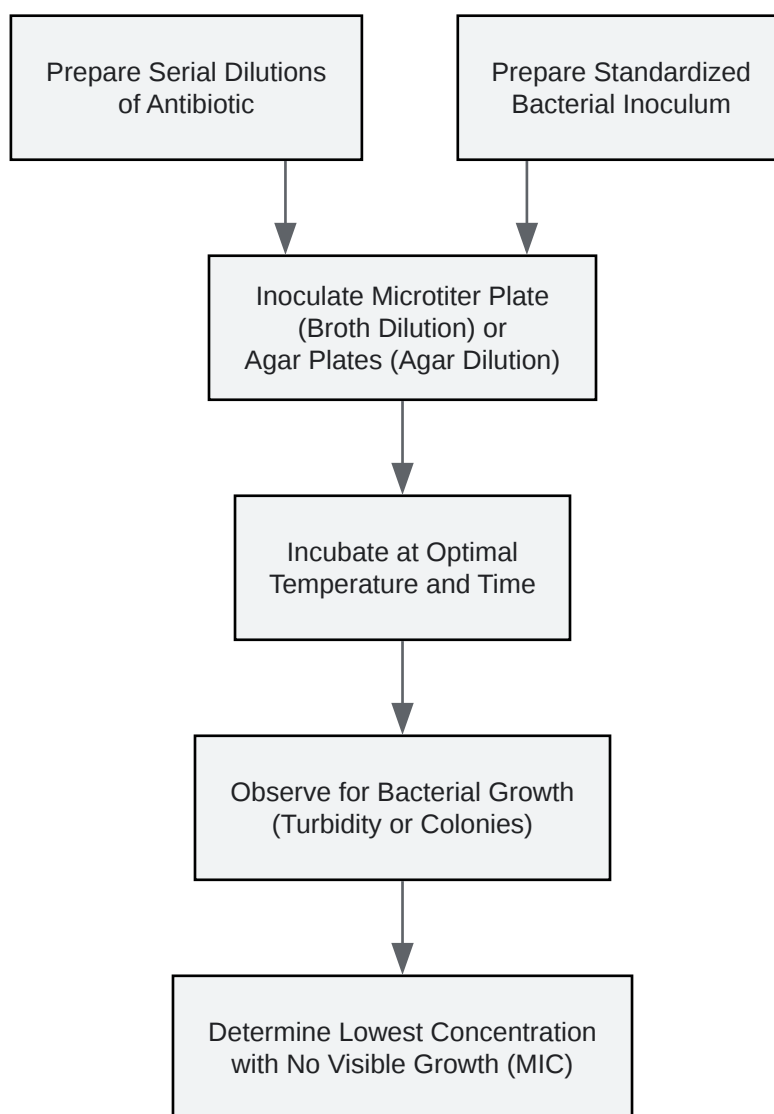 Prepare Serial Dilutions
of Antibiotic
Prepare Standardized
Bacterial Inoculum
Inoculate Microtiter Plate
(Broth Dilution) or
Agar Plates (Agar Dilution)
Incubate at Optimal
Temperature and Time
Observe for Bacterial Growth
(Turbidity or Colonies)
Determine Lowest Concentration
with No Visible Growth (MIC)